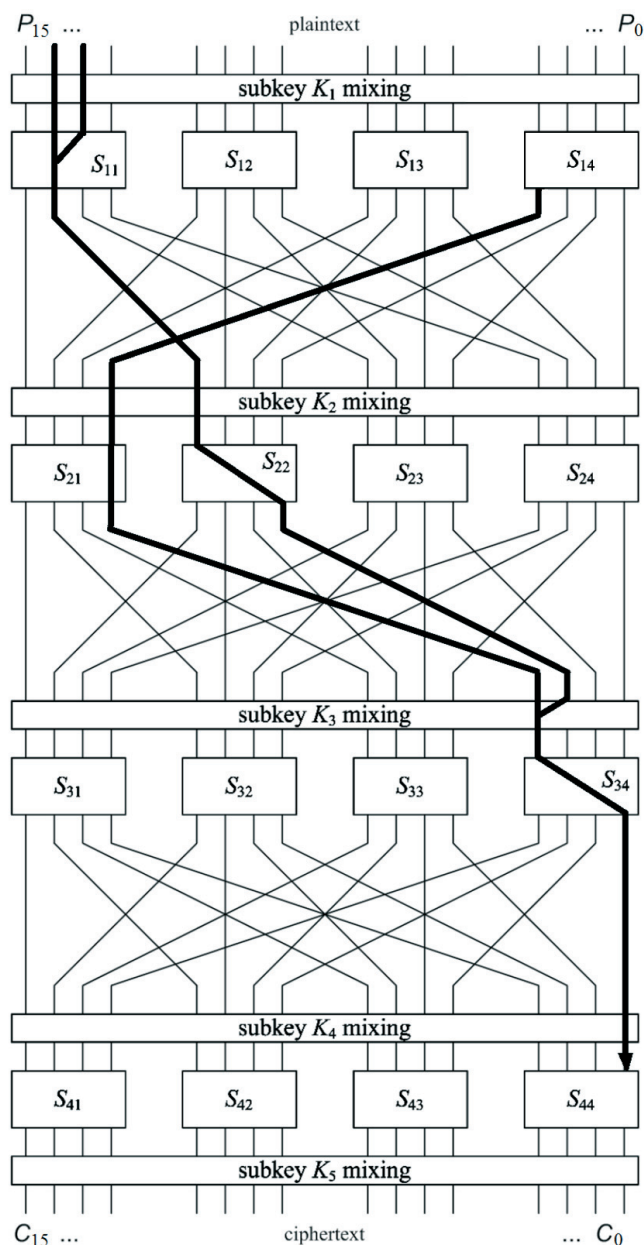 P15 ... plaintext ... P0
subkey K1 mixing
S11 S12 S13 S14
subkey K2 mixing
S21 S22 S23 S24
subkey K3 mixing
S31 S32 S33 S34
subkey K4 mixing
S41 S42 S43 S44
subkey K5 mixing
C15 ... ciphertext ... C0